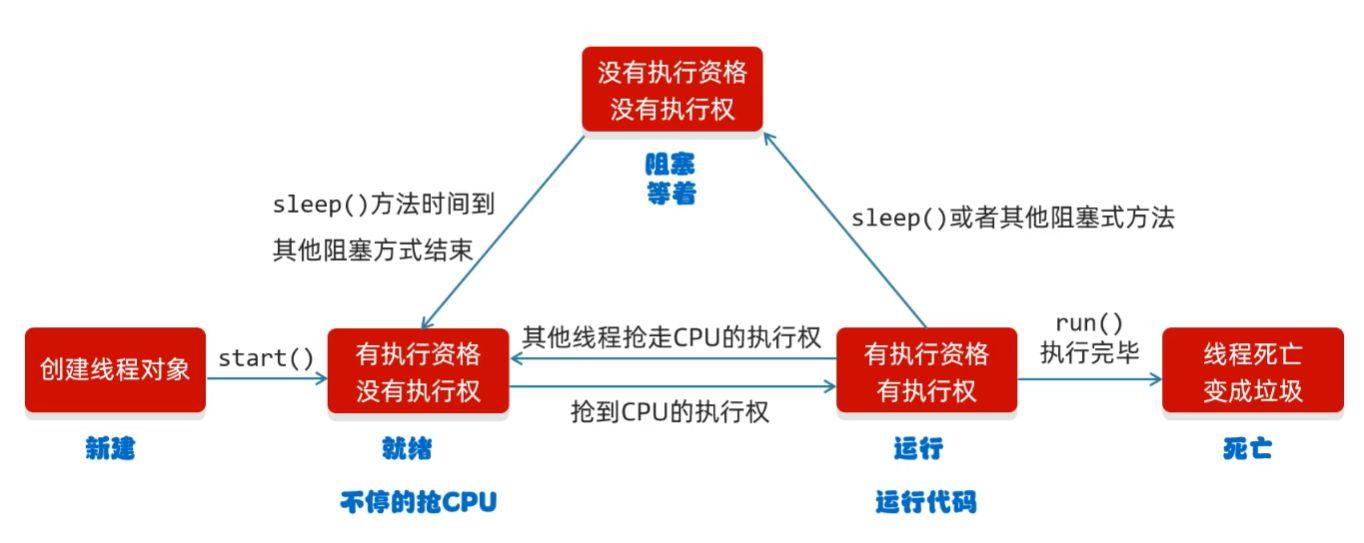 没有执行资格
没有执行权
阻塞
等着
sleep()方法时间到
其他阻塞方式结束
sleep()或者其他阻塞式方法
创建线程对象
新建
start()
有执行资格
没有执行权
就绪
不停的抢CPU
其他线程抢走CPU的执行权
抢到CPU的执行权
有执行资格
有执行权
运行
运行代码
run()
执行完毕
线程死亡
变成垃圾
死亡